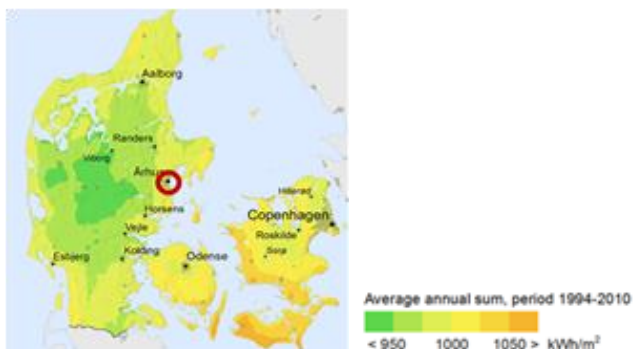 Aalborg
Randers
Viborg
Århus
Hillerød
Horsens
Copenhagen
Vejle
Roskilde
Sorø
Esbjerg
Kolding
Odense
Average annual sum, period 1994-2010
< 950 1000 1050 > kWh/m²